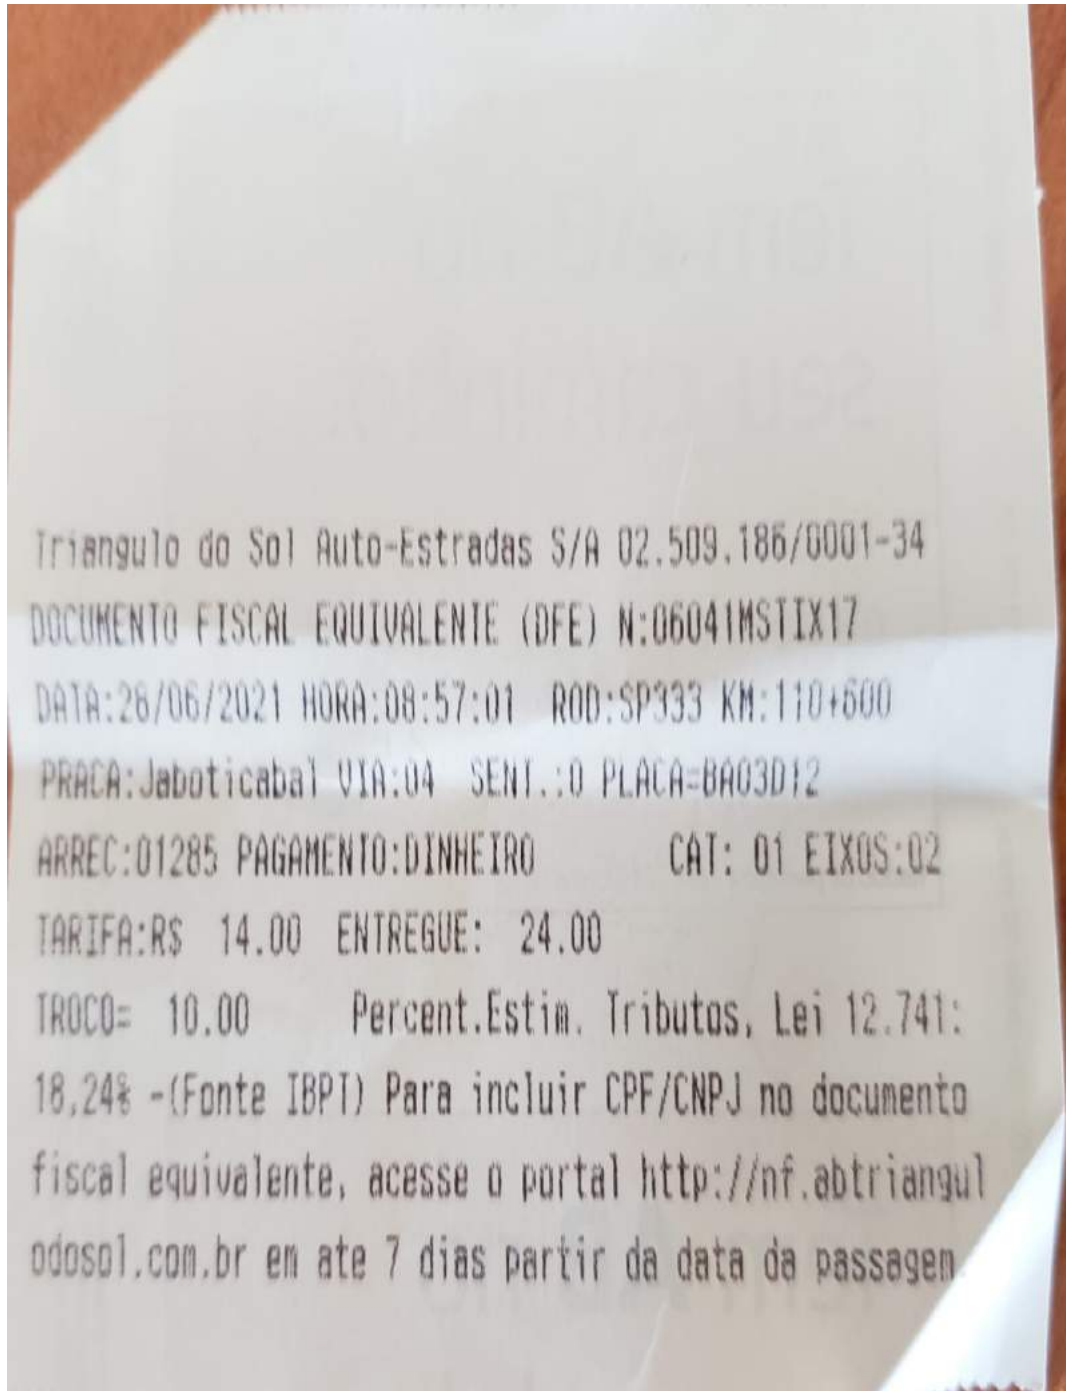 Triangulo do Sol Auto-Estradas S/A 02.509.186/0001-34
DOCUMENTO FISCAL EQUIVALENTE (DFE) N:06041MSTIX17
DATA:28/06/2021 HORA:08:57:01 ROD:SP333 KM:110+600
PRACA:Jaboticabal VIA:04 SENT.:O PLACA=BAO3D12
ARREC:01285 PAGAMENTO:DINHEIRO CAT: 01 EIXOS:02
TARIFA:R$ 14.00 ENTREGUE: 24.00
TROCO= 10.00 Percent.Estim. Tributos, Lei 12.741:
18,24% -(Fonte IBPT) Para incluir CPF/CNPJ no documento
fiscal equivalente, acesse o portal http://nf.abtriangul
odosol.com.br em ate 7 dias partir da data da passagem.